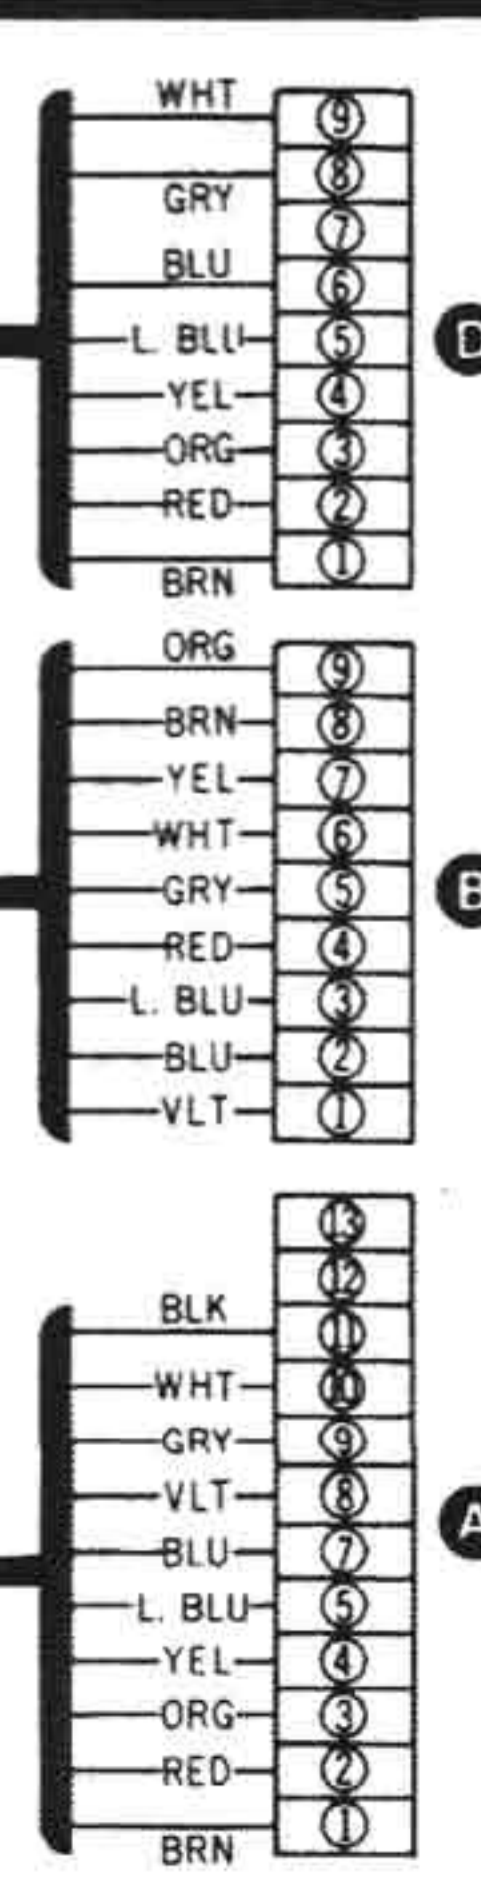 WHT ⑨
⑧
GRY
⑦
BLU ⑥
L. BLU ⑤ D
YEL ④
ORG ③
RED ②
①
BRN
ORG ⑨
BRN ⑧
YEL ⑦
WHT ⑥
GRY ⑤ B
RED ④
L. BLU ③
BLU ②
VLT ①
⑬
⑫
BLK ⑪
WHT ⑩
GRY ⑨
VLT ⑧ A
BLU ⑦
L. BLU ⑤
YEL ④
ORG ③
RED ②
①
BRN